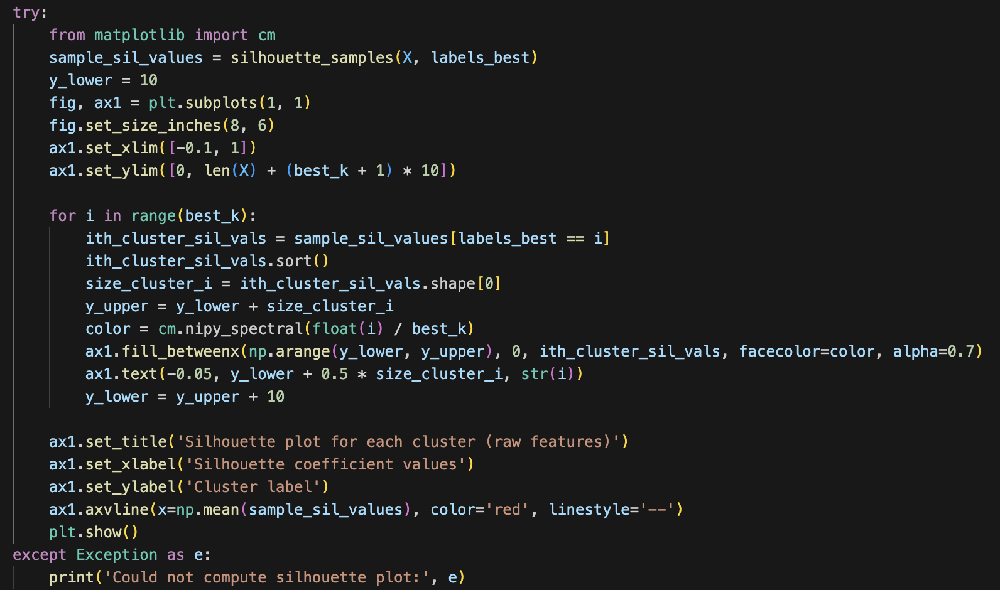 try:
    from matplotlib import cm
    sample_sil_values = silhouette_samples(X, labels_best)
    y_lower = 10
    fig, ax1 = plt.subplots(1, 1)
    fig.set_size_inches(8, 6)
    ax1.set_xlim([-0.1, 1])
    ax1.set_ylim([0, len(X) + (best_k + 1) * 10])

    for i in range(best_k):
        ith_cluster_sil_vals = sample_sil_values[labels_best == i]
        ith_cluster_sil_vals.sort()
        size_cluster_i = ith_cluster_sil_vals.shape[0]
        y_upper = y_lower + size_cluster_i
        color = cm.nipy_spectral(float(i) / best_k)
        ax1.fill_betweenx(np.arange(y_lower, y_upper), 0, ith_cluster_sil_vals, facecolor=color, alpha=0.7)
        ax1.text(-0.05, y_lower + 0.5 * size_cluster_i, str(i))
        y_lower = y_upper + 10

    ax1.set_title('Silhouette plot for each cluster (raw features)')
    ax1.set_xlabel('Silhouette coefficient values')
    ax1.set_ylabel('Cluster label')
    ax1.axvline(x=np.mean(sample_sil_values), color='red', linestyle='--')
    plt.show()
except Exception as e:
    print('Could not compute silhouette plot:', e)